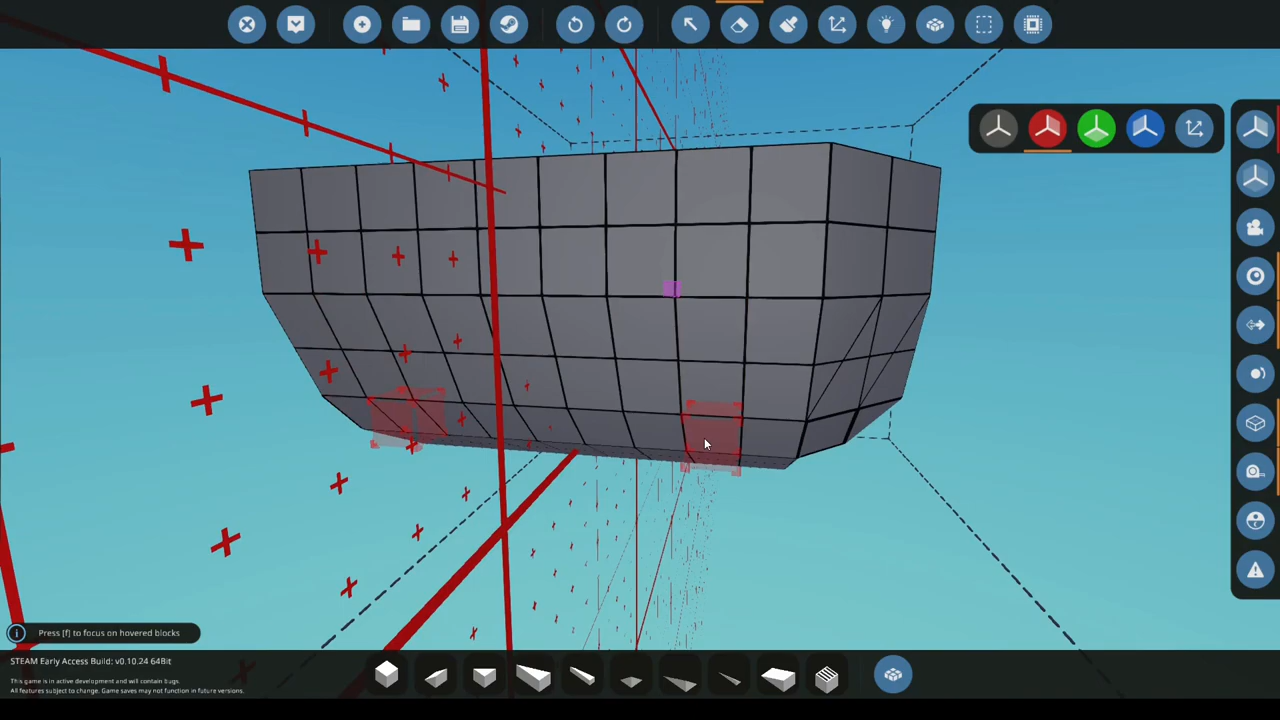 Press [f] to focus on hovered blocks
STEAM Early Access Build: v0.10.24 64Bit
This game is in active development and will contain bugs.
All features subject to change. Game saves may not function in future versions.